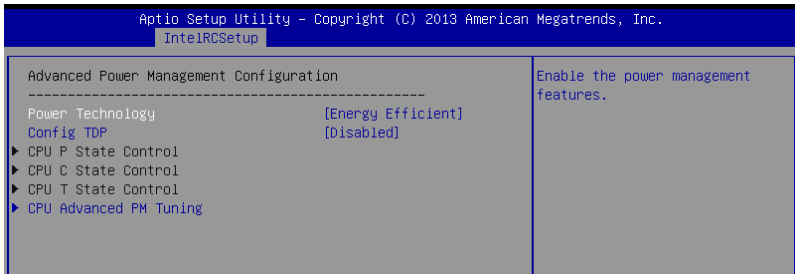 Aptio Setup Utility – Copyright (C) 2013 American Megatrends, Inc.
IntelRCSetup
Advanced Power Management Configuration
--------------------------------------------------
Power Technology [Energy Efficient]
Config TDP [Disabled]
CPU P State Control
CPU C State Control
CPU T State Control
CPU Advanced PM Tuning
Enable the power management
features.